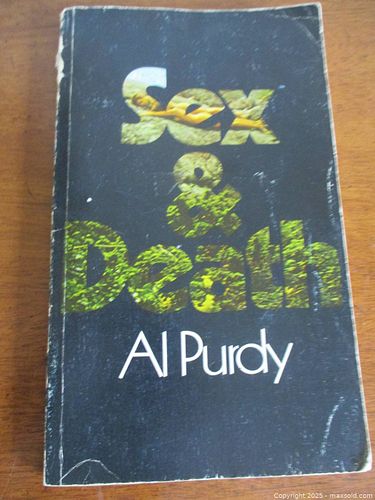 Sex
&
Death
Al Purdy
Copyright 2025 - maxsold.com